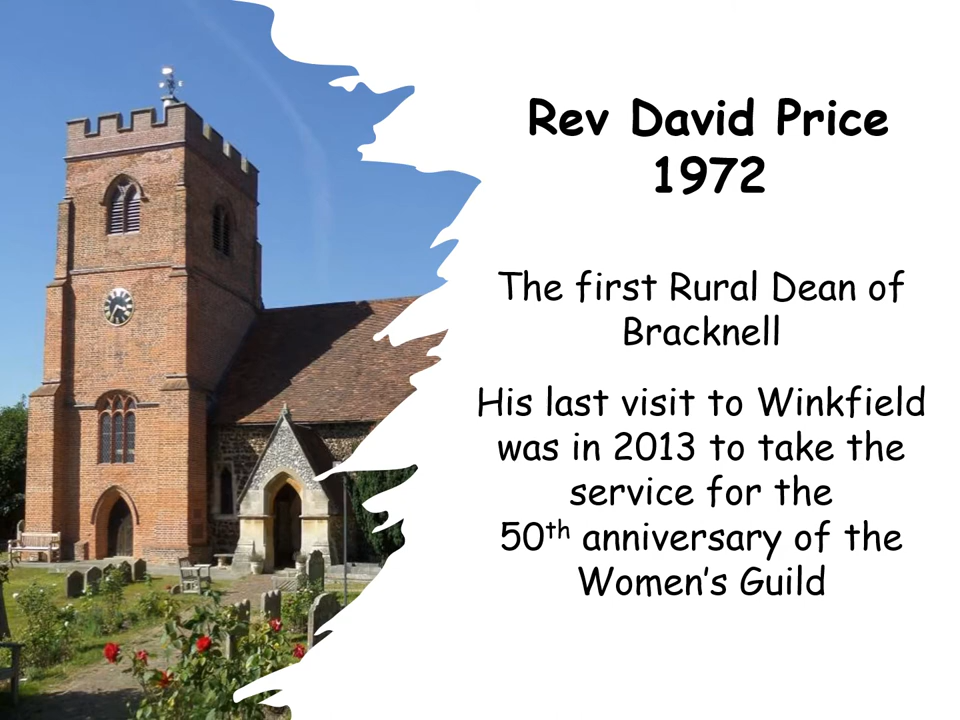 Rev David Price
1972
The first Rural Dean of
Bracknell
His last visit to Winkfield
was in 2013 to take the
service for the
50th anniversary of the
Women's Guild